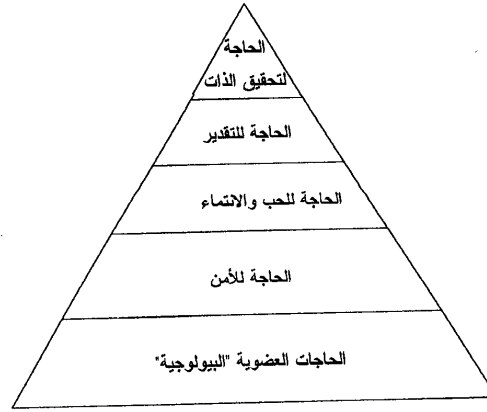 الحاجة
لتحقيق الذات
الحاجة للتقدير
الحاجة للحب والانتماء
الحاجة للأمن
الحاجات العضوية "البيولوجية"